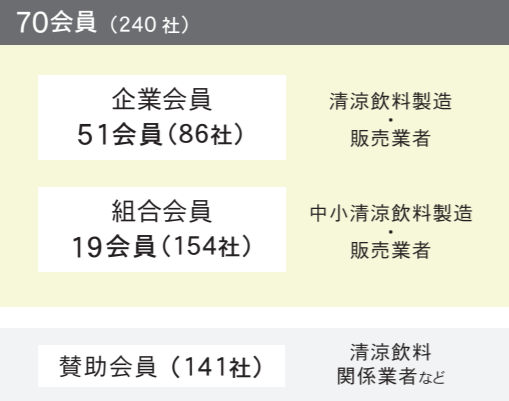 70会員（240 社）
企業会員
51会員（86社）
清涼飲料製造
・
販売業者
組合会員
19会員（154社）
中小清涼飲料製造
・
販売業者
賛助会員（141社）
清涼飲料
関係業者など